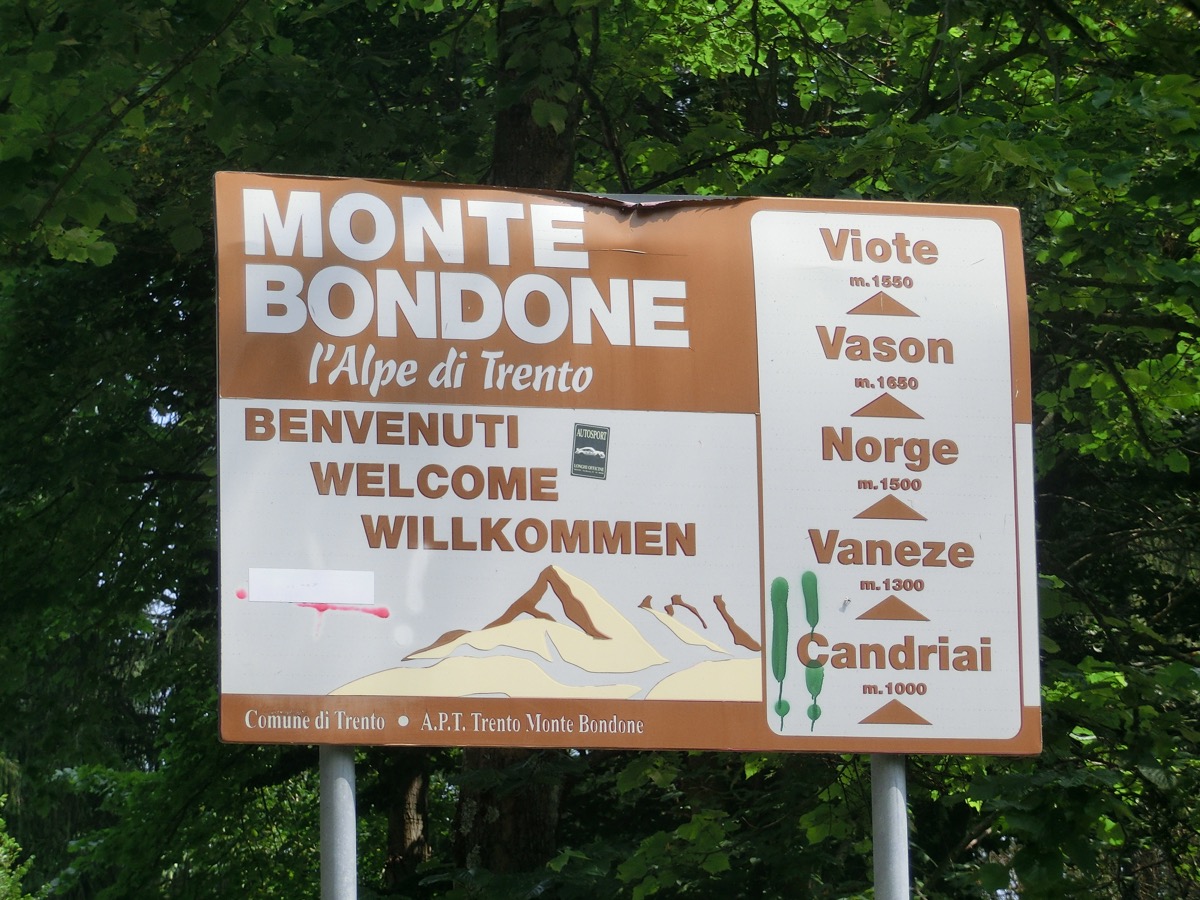 MONTE
BONDONE
l'Alpe di Trento
BENVENUTI
WELCOME
WILLKOMMEN
AUTOSPORT
Comune di Trento • A.P.T. Trento Monte Bondone
Viote
m.1550
Vason
m.1650
Norge
m.1500
Vaneze
m.1300
Candriai
m.1000